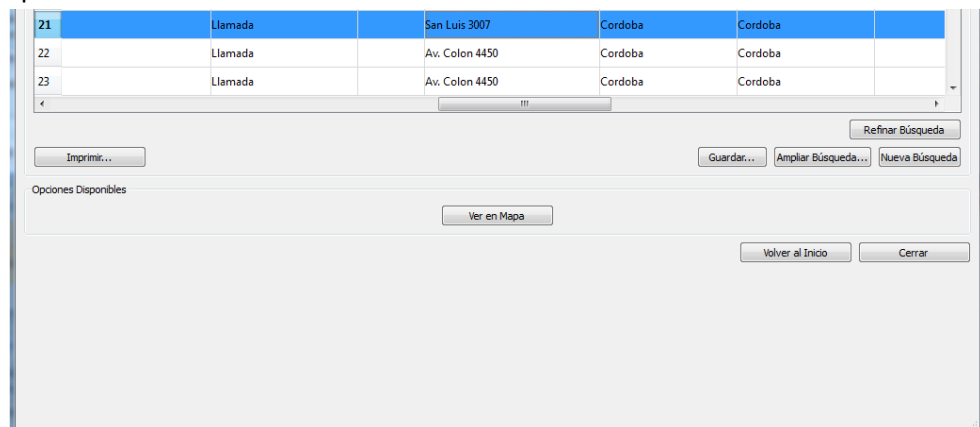 21 Llamada San Luis 3007 Cordoba Cordoba
22 Llamada Av. Colon 4450 Cordoba Cordoba
23 Llamada Av. Colon 4450 Cordoba Cordoba
Refinar Búsqueda
Imprimir... Guardar... Ampliar Búsqueda... Nueva Búsqueda
Opciones Disponibles
Ver en Mapa
Volver al Inicio Cerrar